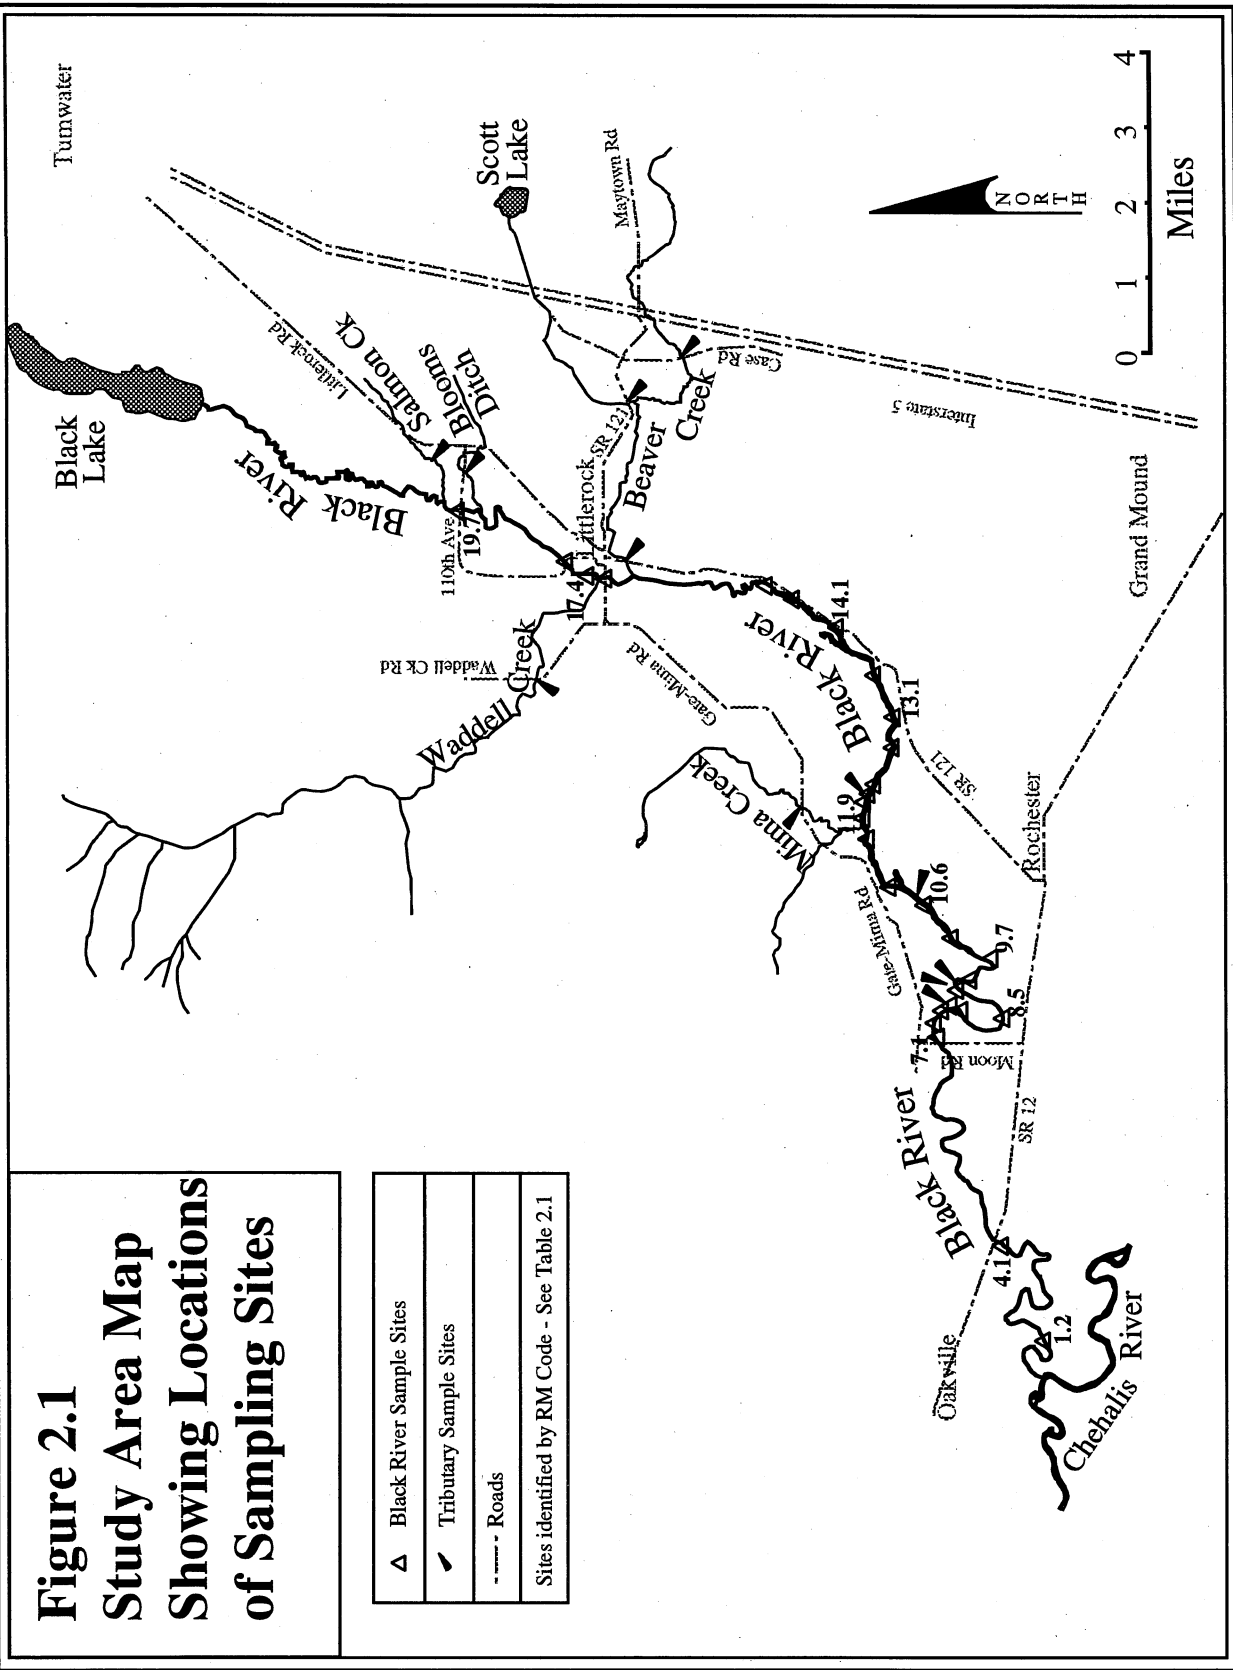 Figure 2.1
Study Area Map
Showing Locations
of Sampling Sites
Black River Sample Sites
Tributary Sample Sites
Roads
Sites identified by RM Code - See Table 2.1
Tumwater
Black
Lake
Scott
Lake
Littlerock Rd
Salmon Ck
Blooms
Ditch
Black River
110th Ave
19.7
Maytown Rd
Case Rd
Interstate 5
SR 121
Littlerock
Beaver
Creek
17.4
Waddell Ck Rd
Waddell Creek
Gate-Mima Rd
Gate-Mima Rd
Mima Creek
Black River
14.1
13.1
SR 121
11.9
10.6
9.7
8.5
7.1
Moon Rd
Rochester
Grand Mound
SR 12
Black River
4.1
1.2
Oakville
Chehalis
River
NORTH
0 1 2 3 4
Miles